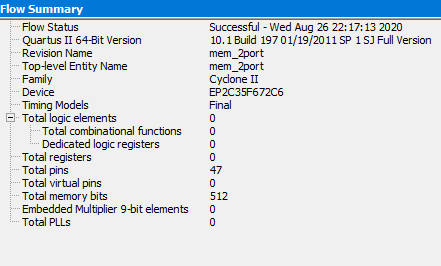 Flow Summary
Flow Status Successful - Wed Aug 26 22:17:13 2020
Quartus II 64-Bit Version 10.1 Build 197 01/19/2011 SP 1 SJ Full Version
Revision Name mem_2port
Top-level Entity Name mem_2port
Family Cyclone II
Device EP2C35F672C6
Timing Models Final
Total logic elements 0
Total combinational functions 0
Dedicated logic registers 0
Total registers 0
Total pins 47
Total virtual pins 0
Total memory bits 512
Embedded Multiplier 9-bit elements 0
Total PLLs 0